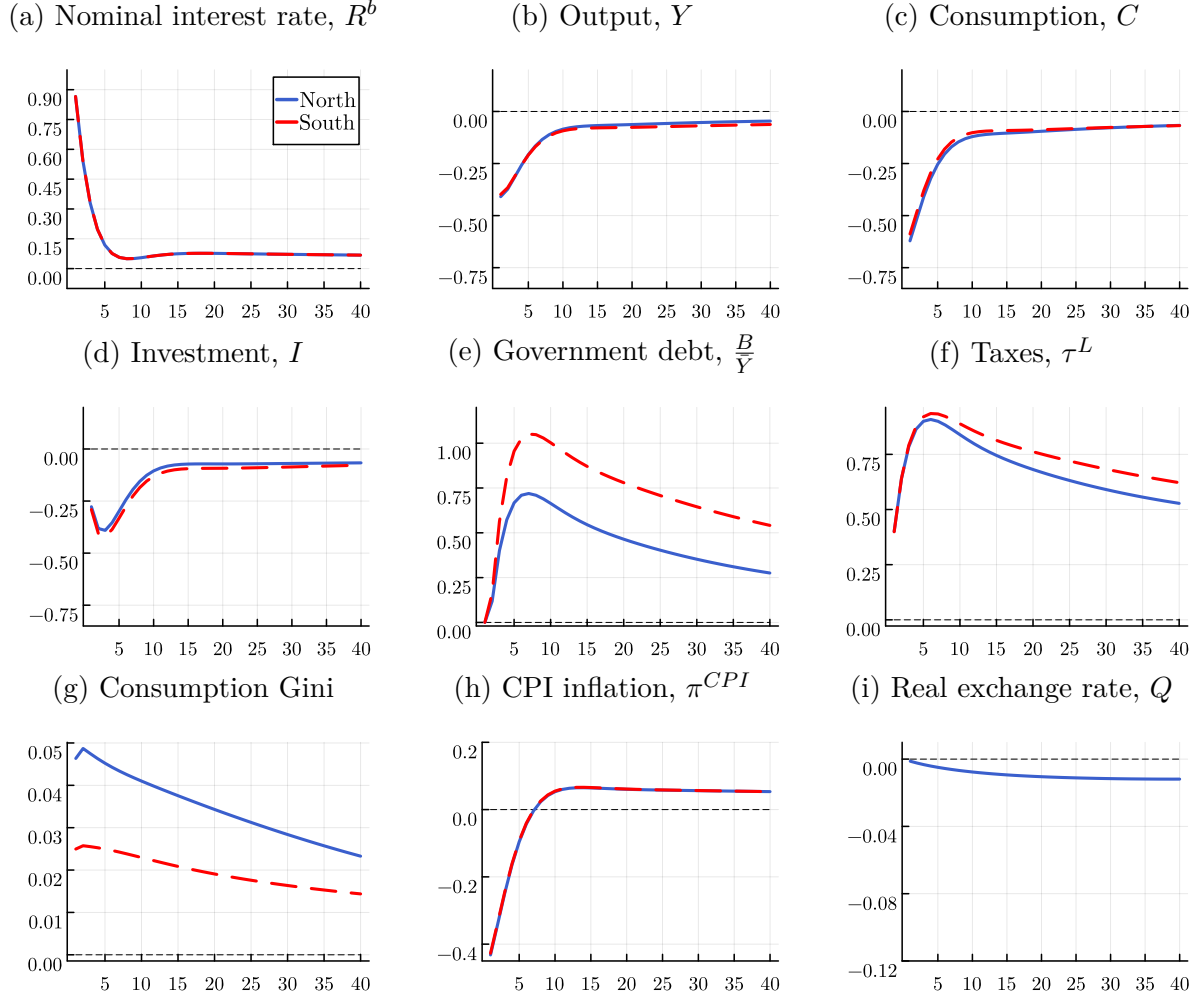 (a) Nominal interest rate, R^b
(b) Output, Y
(c) Consumption, C
0.90
0.75
0.60
0.45
0.30
0.15
0.00
North
South
5 10 15 20 25 30 35 40
0.00
−0.25
−0.50
−0.75
5 10 15 20 25 30 35 40
0.00
−0.25
−0.50
−0.75
5 10 15 20 25 30 35 40
(d) Investment, I
(e) Government debt, B/Ȳ
(f) Taxes, τ^L
0.00
−0.25
−0.50
−0.75
5 10 15 20 25 30 35 40
1.00
0.75
0.50
0.25
0.00
5 10 15 20 25 30 35 40
0.75
0.50
0.25
0.00
5 10 15 20 25 30 35 40
(g) Consumption Gini
(h) CPI inflation, π^CPI
(i) Real exchange rate, Q
0.05
0.04
0.03
0.02
0.01
0.00
5 10 15 20 25 30 35 40
0.2
0.0
−0.2
−0.4
5 10 15 20 25 30 35 40
0.00
−0.04
−0.08
−0.12
5 10 15 20 25 30 35 40